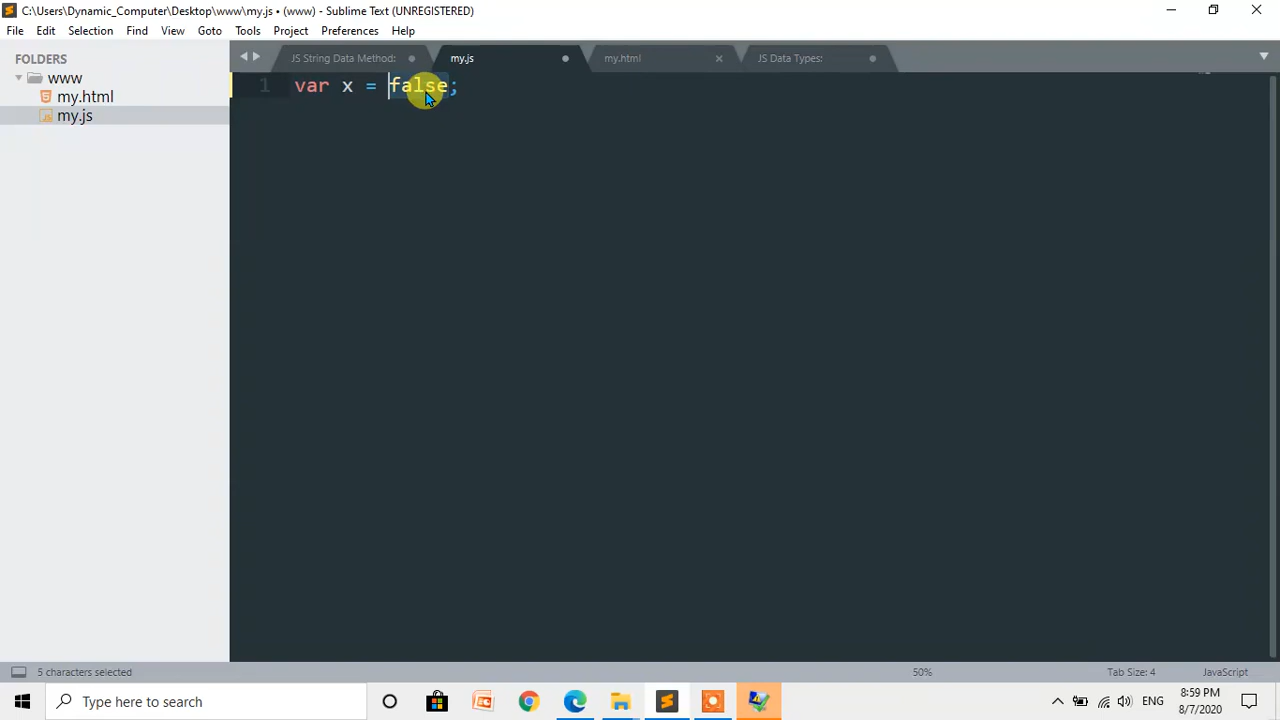 C:\Users\Dynamic_Computer\Desktop\www\my.js • (www) - Sublime Text (UNREGISTERED)
File Edit Selection Find View Goto Tools Project Preferences Help
FOLDERS
www
my.html
my.js
JS String Data Method: my.js my.html JS Data Types:
1 var x = false;
5 characters selected 50% Tab Size: 4 JavaScript
Type here to search
ENG
8:59 PM
8/7/2020